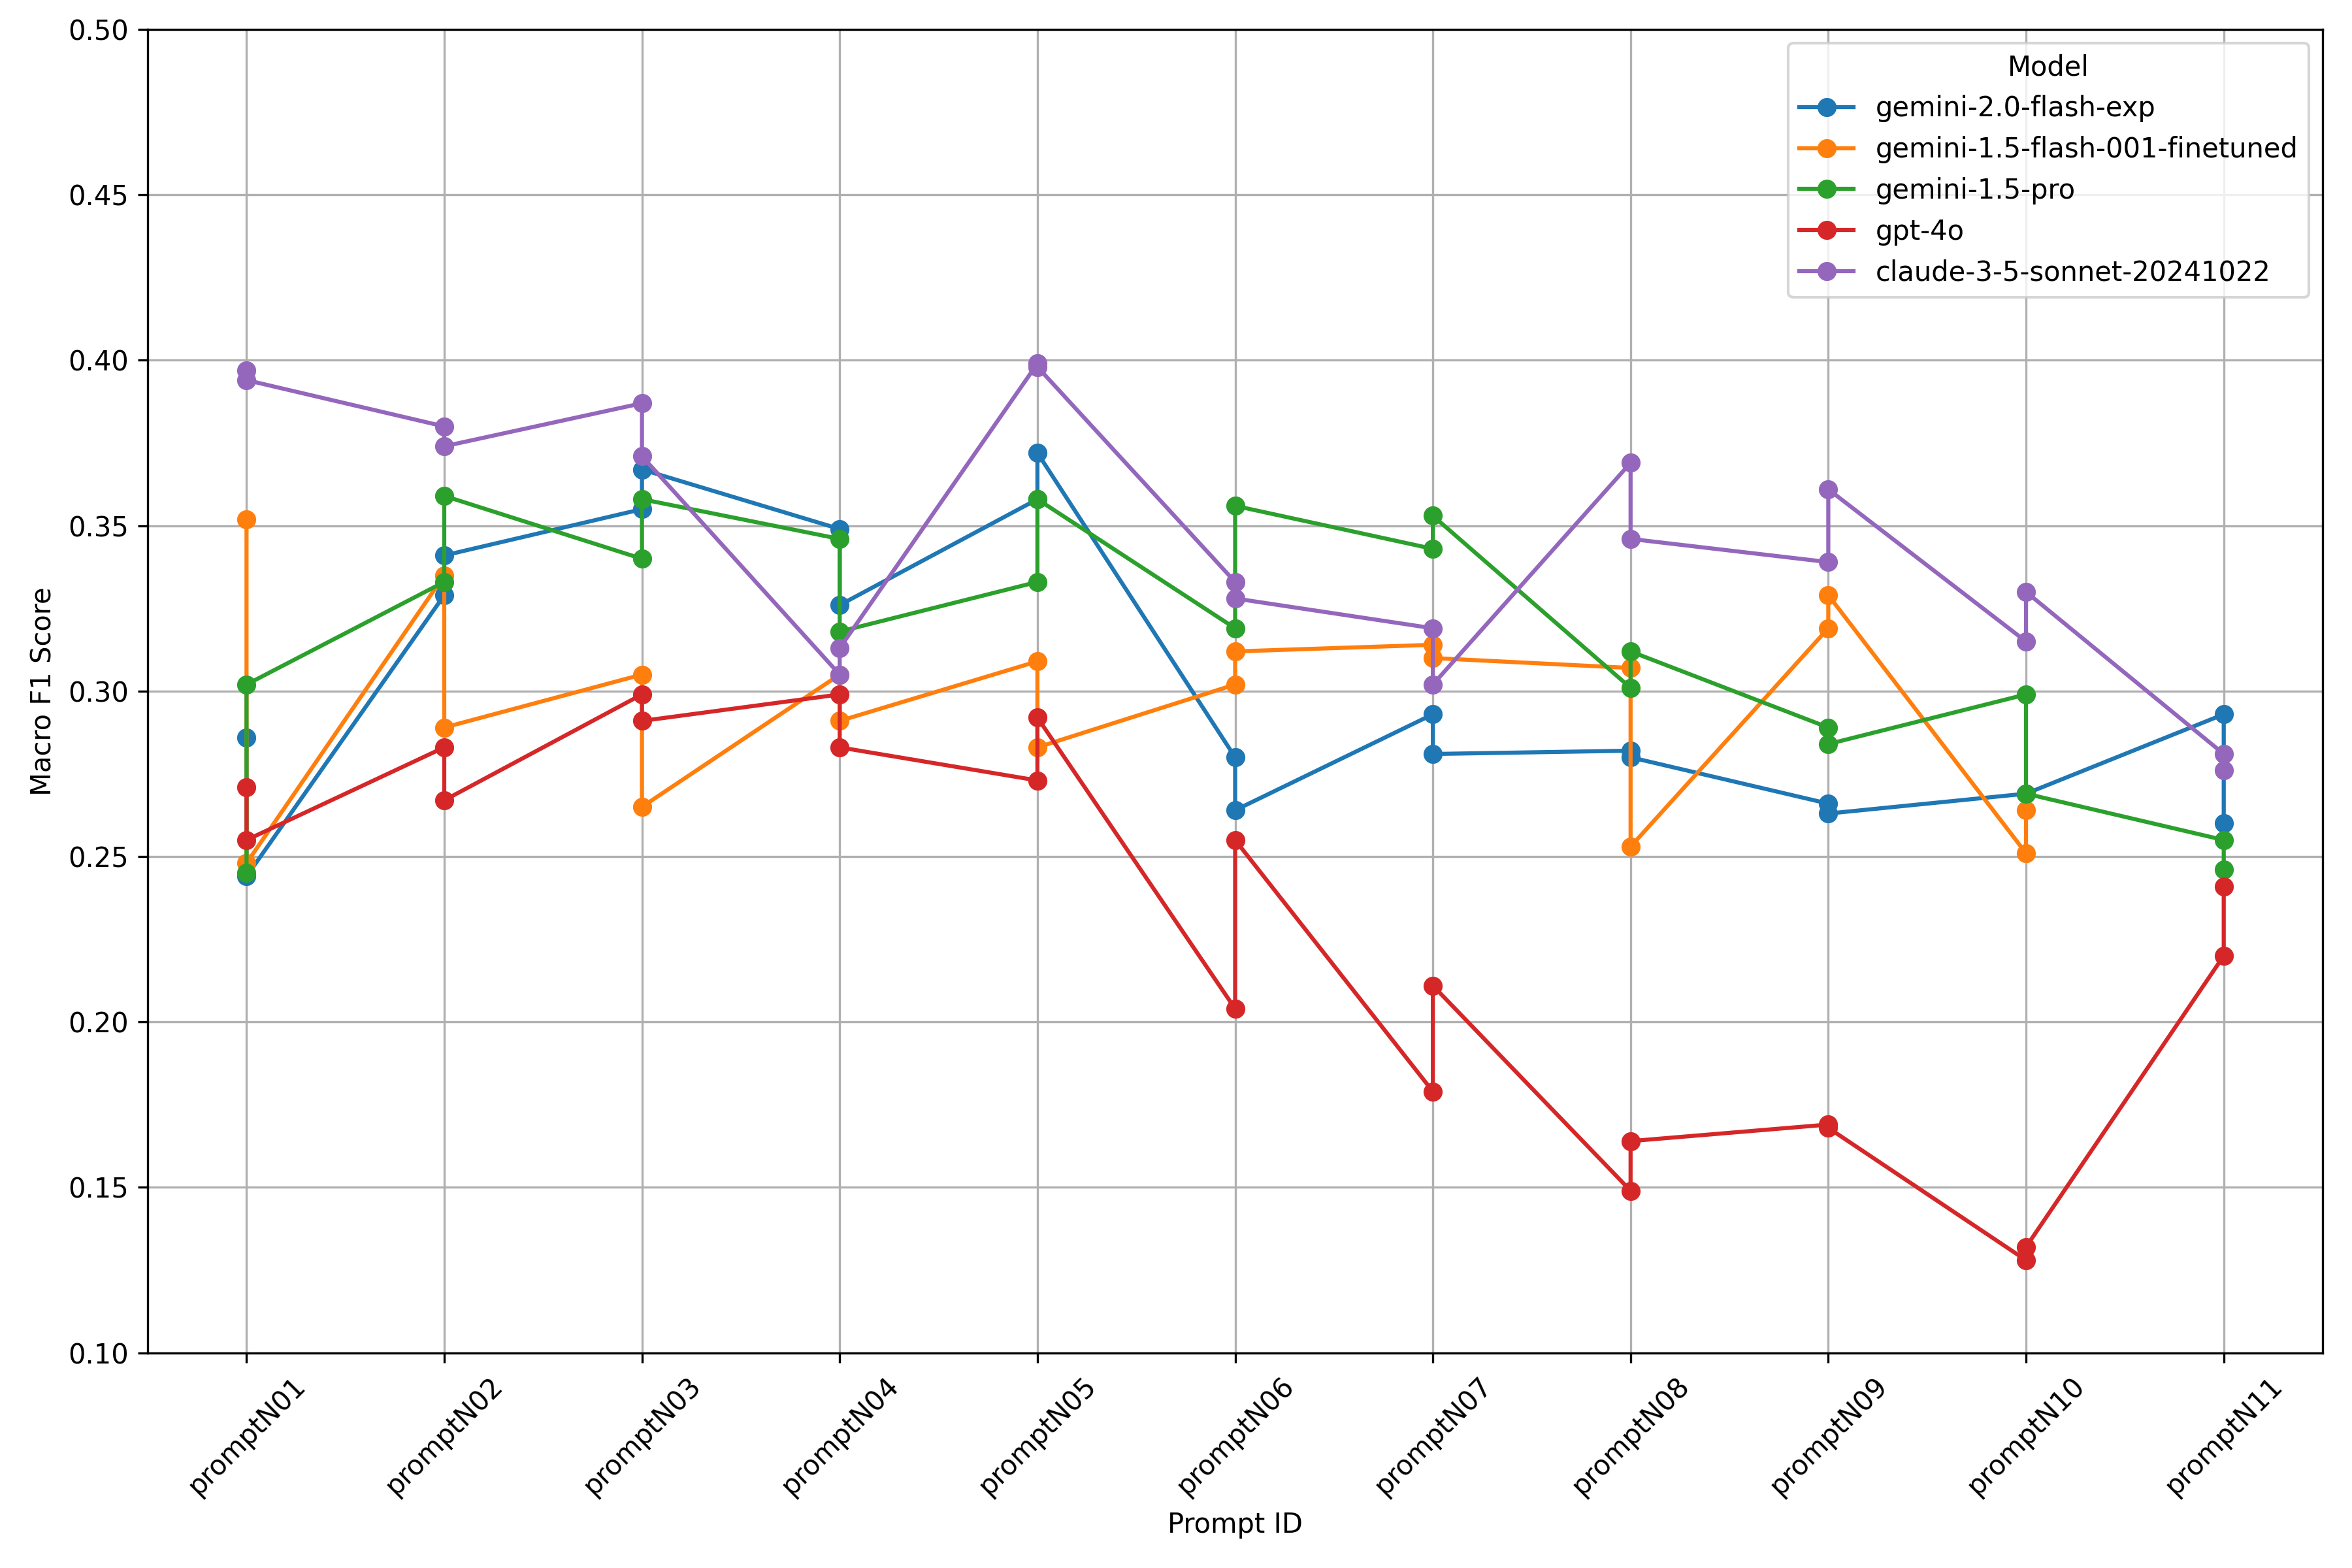 Model
gemini-2.0-flash-exp
gemini-1.5-flash-001-finetuned
gemini-1.5-pro
gpt-4o
claude-3-5-sonnet-20241022
Macro F1 Score
0.50
0.45
0.40
0.35
0.30
0.25
0.20
0.15
0.10
promptN01
promptN02
promptN03
promptN04
promptN05
promptN06
promptN07
promptN08
promptN09
promptN10
promptN11
Prompt ID